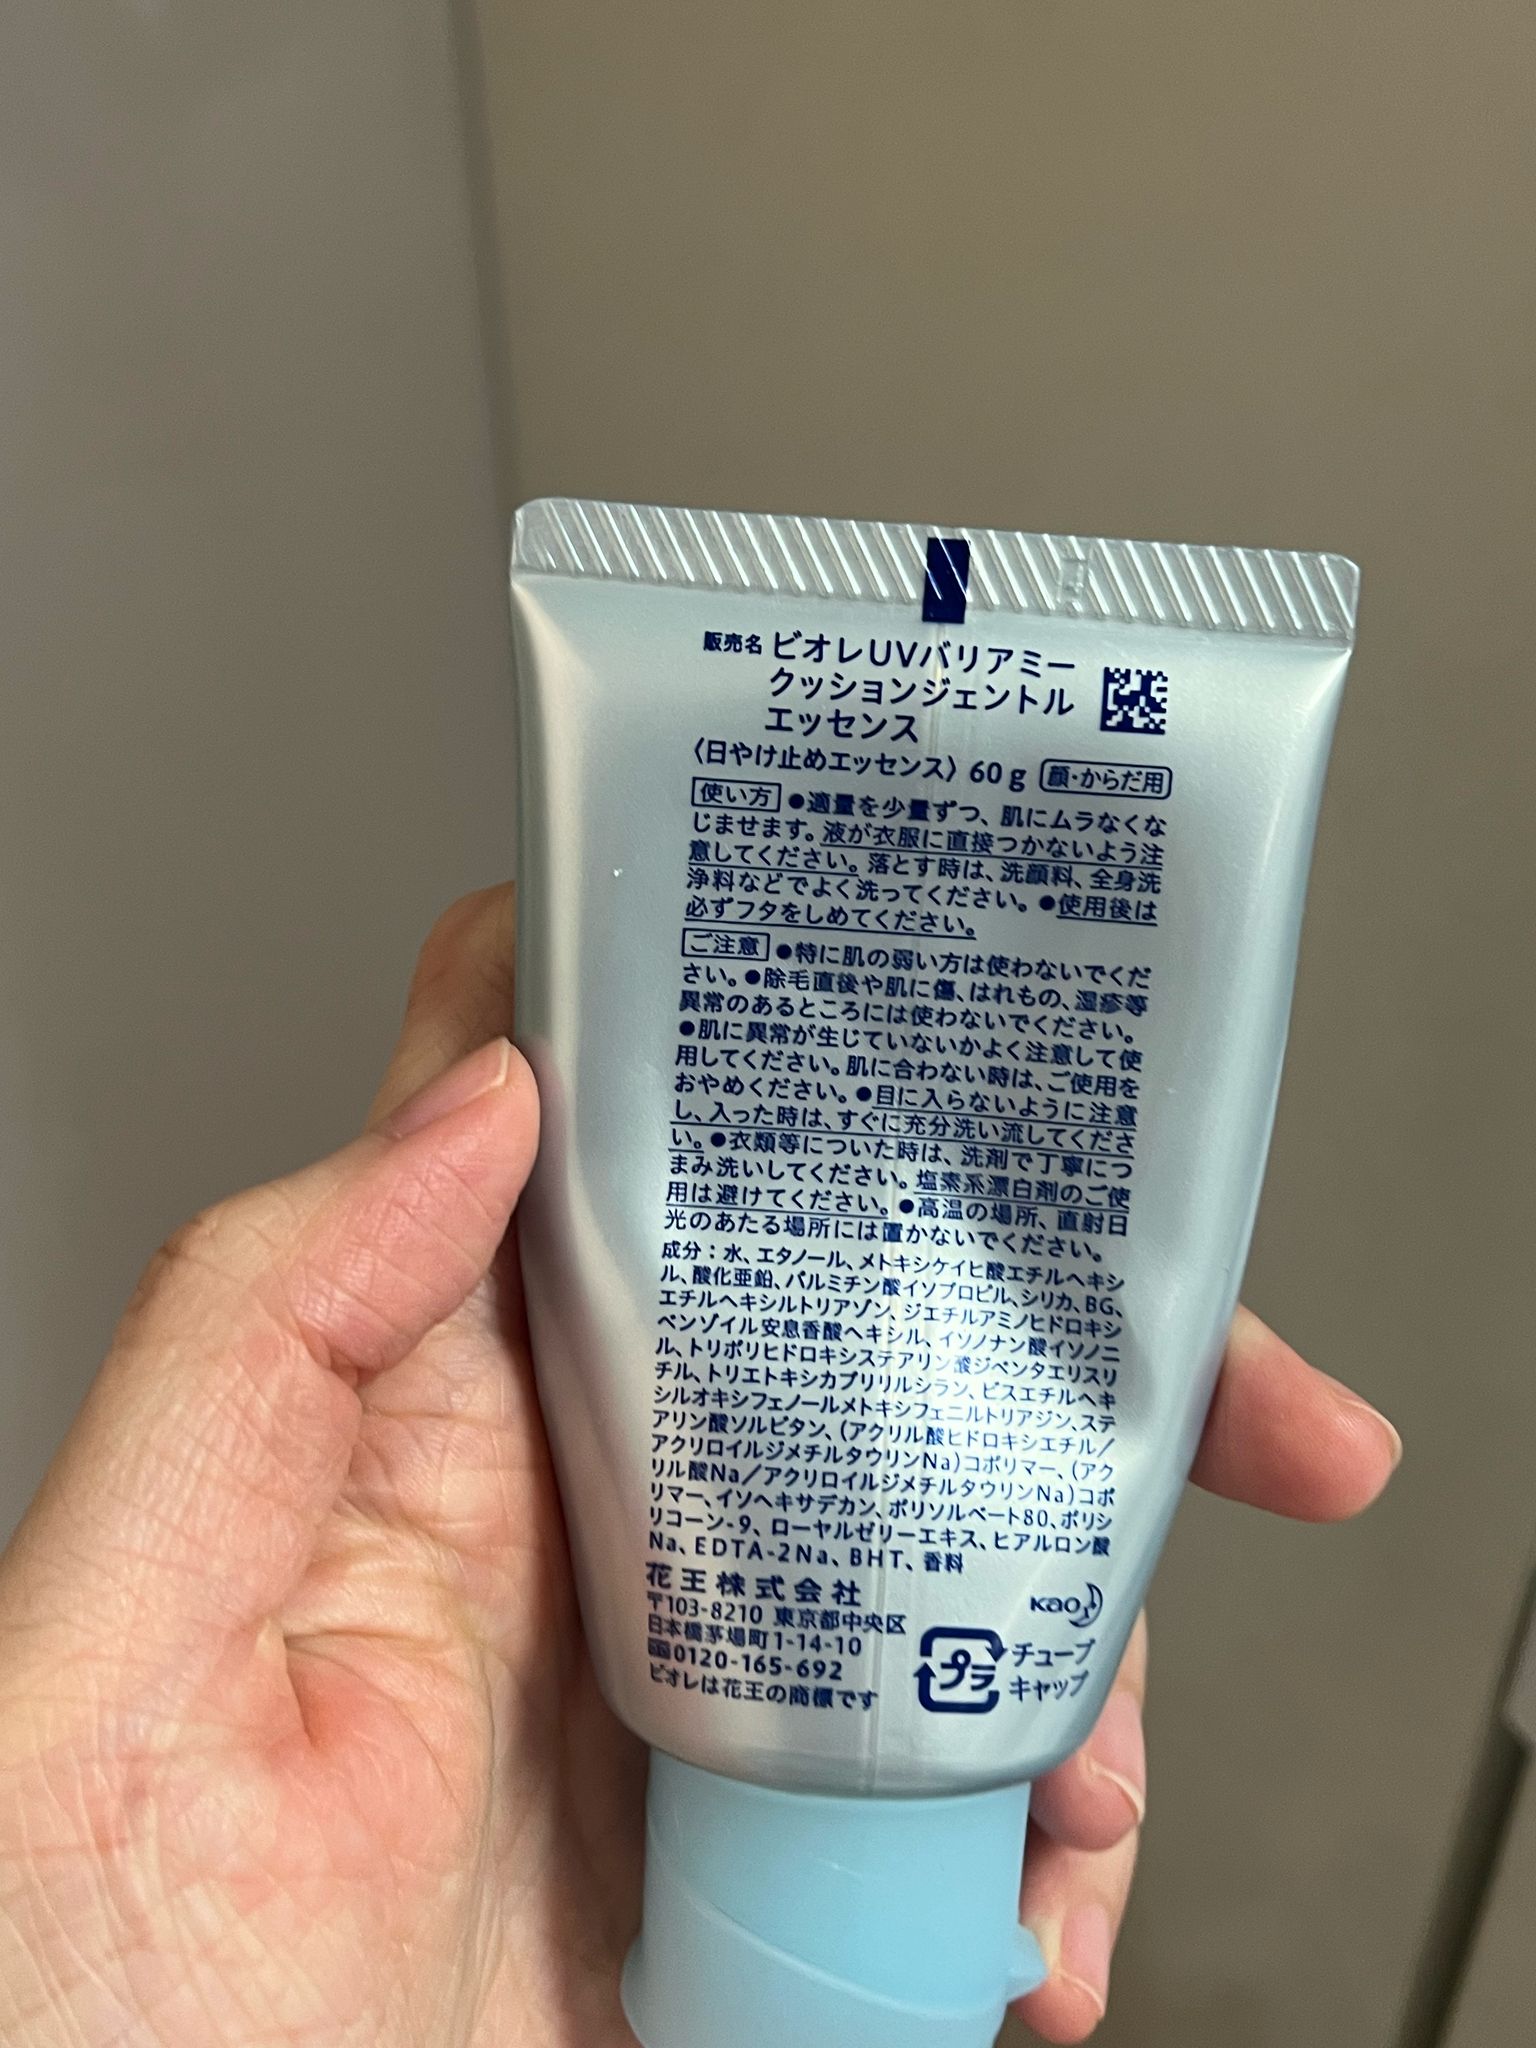 販売名 ビオレUVバリアミー
クッションジェントル
エッセンス
〈日やけ止めエッセンス〉 60g 顔・からだ用
使い方 ●適量を少量ずつ、肌にムラなくな
じませます。液が衣服に直接つかないよう注
意してください。落とす時は、洗顔料、全身洗
浄料などでよく洗ってください。●使用後は
必ずフタをしめてください。
ご注意 ●特に肌の弱い方は使わないでくだ
さい。●除毛直後や肌に傷、はれもの、湿疹等
異常のあるところには使わないでください。
●肌に異常が生じていないかよく注意して使
用してください。肌に合わない時は、ご使用を
おやめください。●目に入らないように注意
し、入った時は、すぐに充分洗い流してくださ
い。●衣類等についた時は、洗剤で丁寧につ
まみ洗いしてください。塩素系漂白剤のご使
用は避けてください。●高温の場所、直射日
光のあたる場所には置かないでください。
成分：水、エタノール、メトキシケイヒ酸エチルヘキシ
ル、酸化亜鉛、パルミチン酸イソプロピル、シリカ、BG、
エチルヘキシルトリアゾン、ジエチルアミノヒドロキシ
ベンゾイル安息香酸ヘキシル、イソノナン酸イソノニ
ル、トリポリヒドロキシステアリン酸ジペンタエリスリ
チル、トリエトキシカプリリルシラン、ビスエチルヘキ
シルオキシフェノールメトキシフェニルトリアジン、ステ
アリン酸ソルビタン、(アクリル酸ヒドロキシエチル／
アクリロイルジメチルタウリンNa)コポリマー、(アク
リル酸Na／アクリロイルジメチルタウリンNa)コポ
リマー、イソヘキサデカン、ポリソルベート80、ポリシ
リコーン-9、ローヤルゼリーエキス、ヒアルロン酸
Na、EDTA-2Na、BHT、香料
花王株式会社
〒103-8210 東京都中央区
日本橋茅場町1-14-10
0120-165-692
ビオレは花王の商標です
kao
プラ
チューブ
キャップ